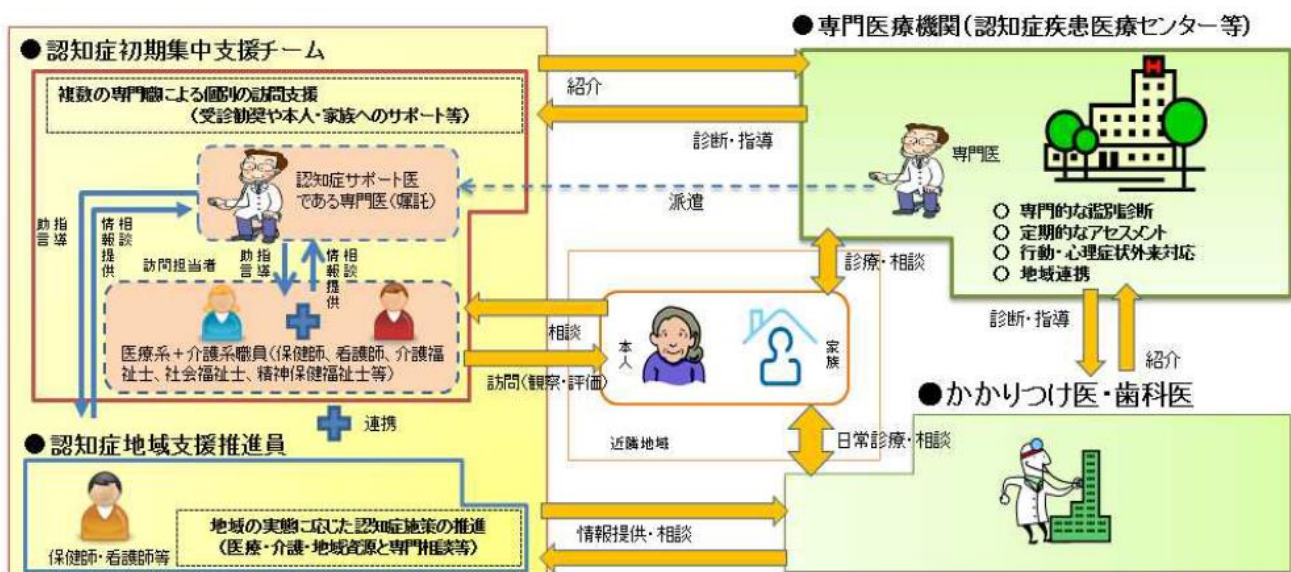 ●認知症初期集中支援チーム
複数の専門職による個別の訪問支援
(受診勧奨や本人・家族へのサポート等)
認知症サポート医
である専門医(嘱託)
指導
助言
相談
情報提供
訪問担当者
指導
助言
相談
情報提供
医療系+介護系職員(保健師、看護師、介護福
祉士、社会福祉士、精神保健福祉士等)
連携
●認知症地域支援推進員
保健師・看護師等
地域の実態に応じた認知症施策の推進
(医療・介護・地域資源と専門相談等)
紹介
診断・指導
派遣
相談
訪問(観察・評価)
本人
家族
近隣地域
診療・相談
日常診療・相談
情報提供・相談
●専門医療機関(認知症疾患医療センター等)
H
専門医
○ 専門的な鑑別診断
○ 定期的なアセスメント
○ 行動・心理症状外来対応
○ 地域連携
診断・指導
紹介
●かかりつけ医・歯科医